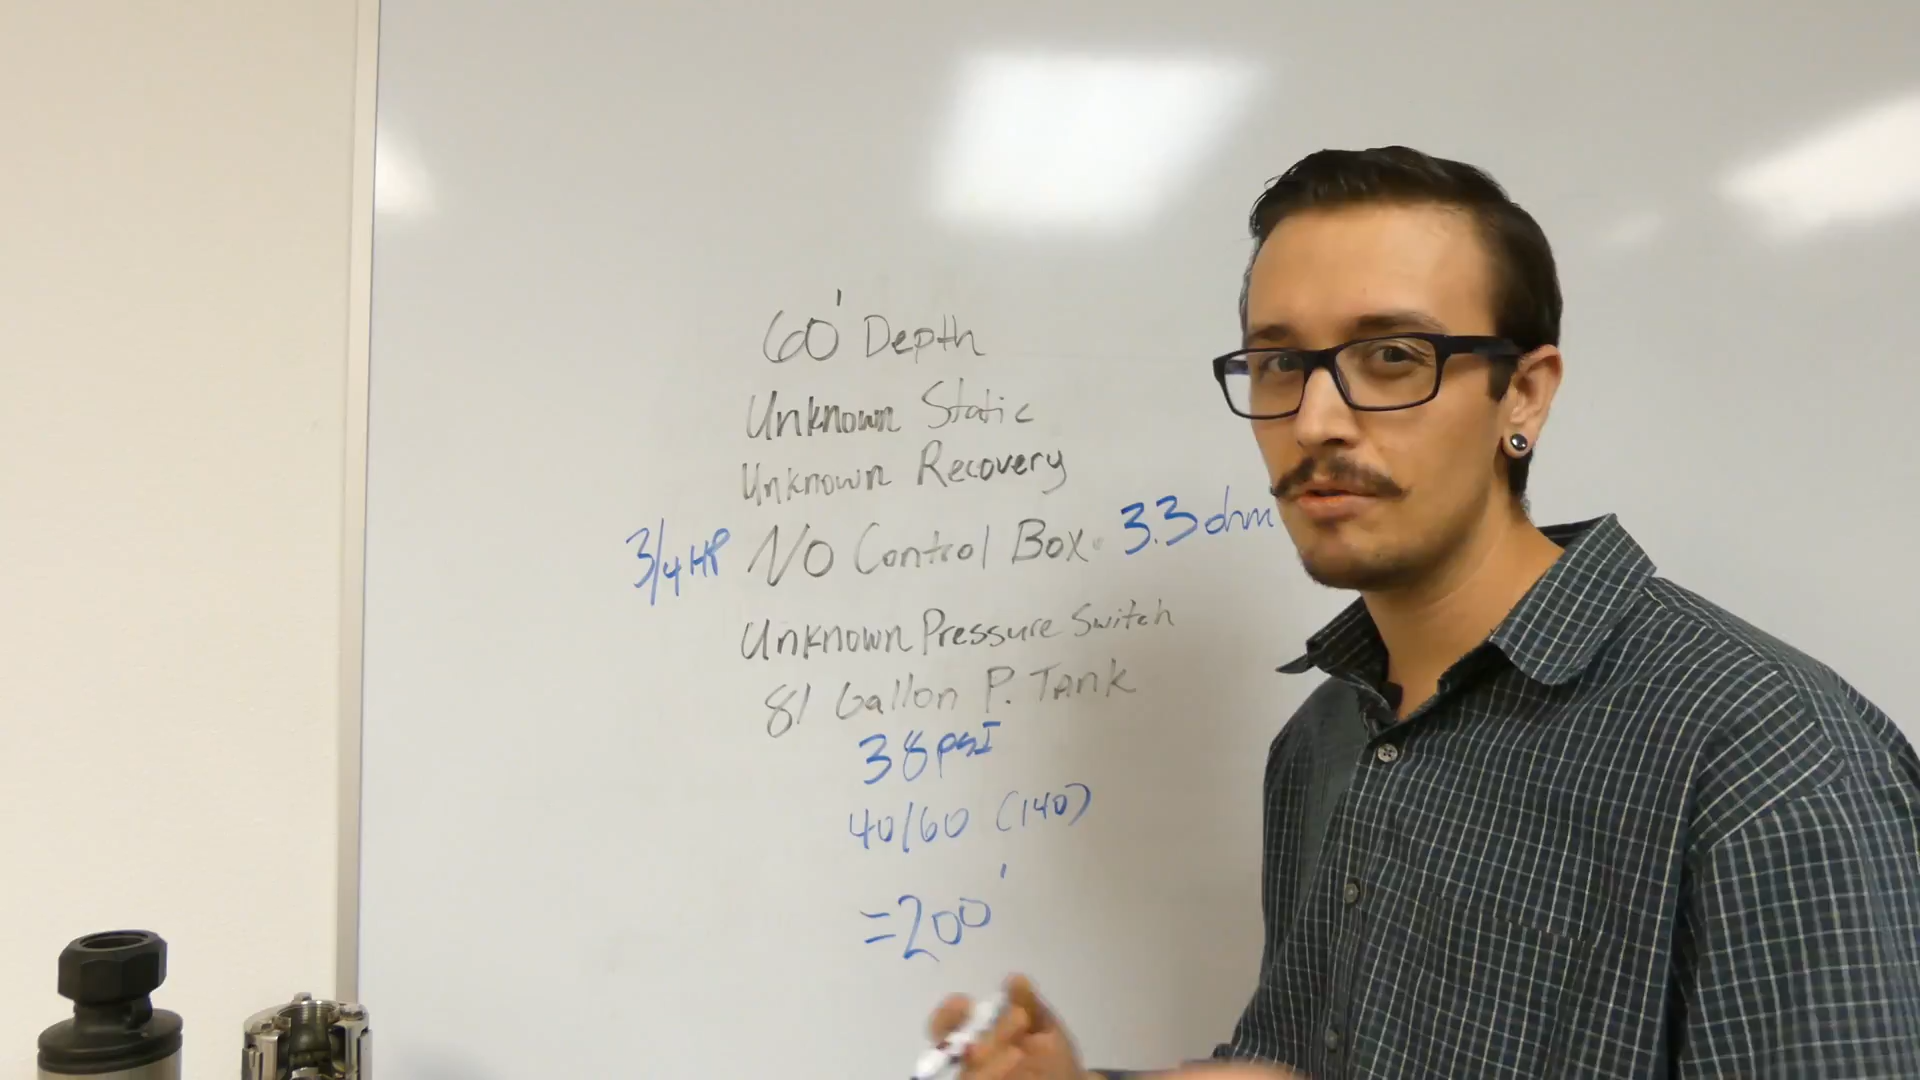 60' Depth
Unknown Static
Unknown Recovery
3/4 HP No Control Box. 3.3 ohm
Unknown Pressure Switch
81 Gallon P. Tank
38 psI
40/60 (140)
=200'